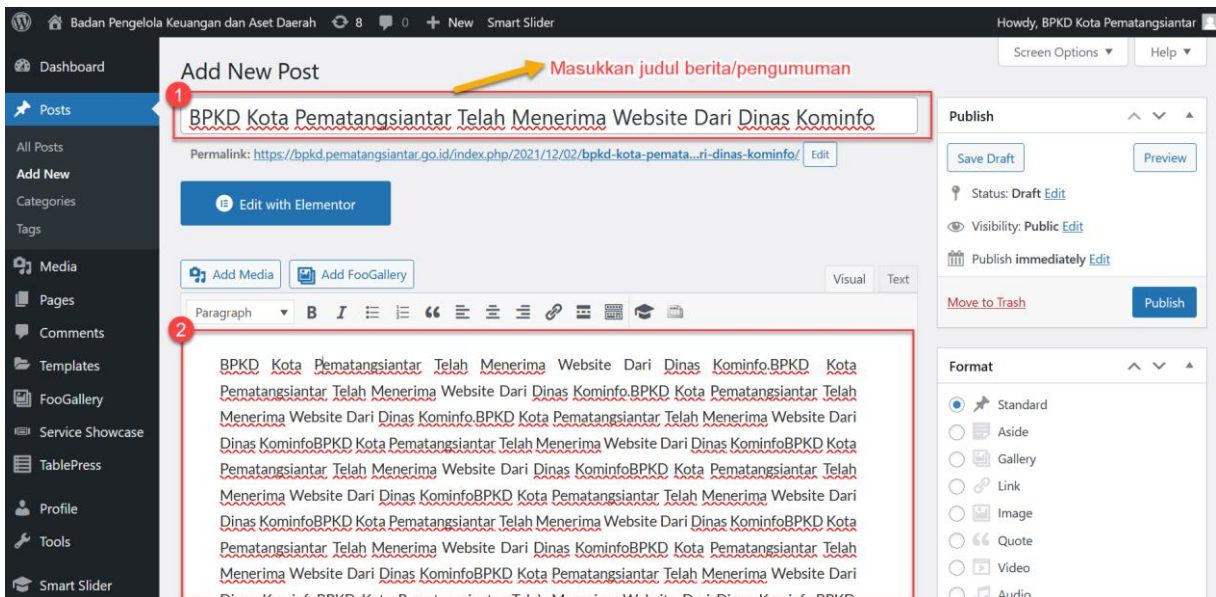 Badan Pengelola Keuangan dan Aset Daerah 8 0 + New Smart Slider Howdy, BPKD Kota Pematangsiantar
Screen Options ▼ Help ▼
Dashboard
Posts
All Posts
Add New
Categories
Tags
Media
Pages
Comments
Templates
FooGallery
Service Showcase
TablePress
Profile
Tools
Smart Slider
Add New Post
Masukkan judul berita/pengumuman
1
BPKD Kota Pematangsiantar Telah Menerima Website Dari Dinas Kominfo
Permalink: https://bpkd.pematangsiantar.go.id/index.php/2021/12/02/bpkd-kota-pemata...ri-dinas-kominfo/ Edit
Edit with Elementor
Add Media Add FooGallery
Visual Text
Paragraph ▼ B I
2
BPKD Kota Pematangsiantar Telah Menerima Website Dari Dinas Kominfo.BPKD Kota
Pematangsiantar Telah Menerima Website Dari Dinas Kominfo.BPKD Kota Pematangsiantar Telah
Menerima Website Dari Dinas Kominfo.BPKD Kota Pematangsiantar Telah Menerima Website Dari
Dinas KominfoBPKD Kota Pematangsiantar Telah Menerima Website Dari Dinas KominfoBPKD Kota
Pematangsiantar Telah Menerima Website Dari Dinas KominfoBPKD Kota Pematangsiantar Telah
Menerima Website Dari Dinas KominfoBPKD Kota Pematangsiantar Telah Menerima Website Dari
Dinas KominfoBPKD Kota Pematangsiantar Telah Menerima Website Dari Dinas KominfoBPKD Kota
Pematangsiantar Telah Menerima Website Dari Dinas KominfoBPKD Kota Pematangsiantar Telah
Menerima Website Dari Dinas KominfoBPKD Kota Pematangsiantar Telah Menerima Website Dari
Publish
Save Draft Preview
Status: Draft Edit
Visibility: Public Edit
Publish immediately Edit
Move to Trash Publish
Format
Standard
Aside
Gallery
Link
Image
Quote
Video
Audio